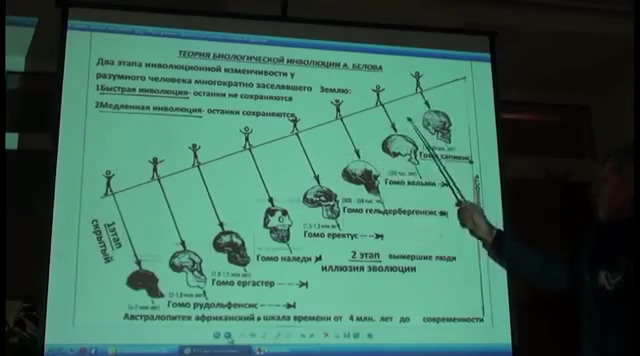 ТЕОРИЯ БИОЛОГИЧЕСКОЙ ИНВОЛЮЦИИ А. БЕЛОВА
Два этапа инволюционной изменчивости у
разумного человека многократно заселявшего Землю:
1Быстрая инволюция- останки не сохраняются
2Медленная инволюция- останки сохраняются
Гомо сапиенс
Гомо хельми
Гомо гельдербергенсис
Гомо еректус
Гомо наледи
2 этап вымершие люди
иллюзия эволюции
1этап
скрытый
Гомо ергастер
Гомо рудольфенсис
Австралопитек африканский
шкала времени от 4 млн. лет до современности